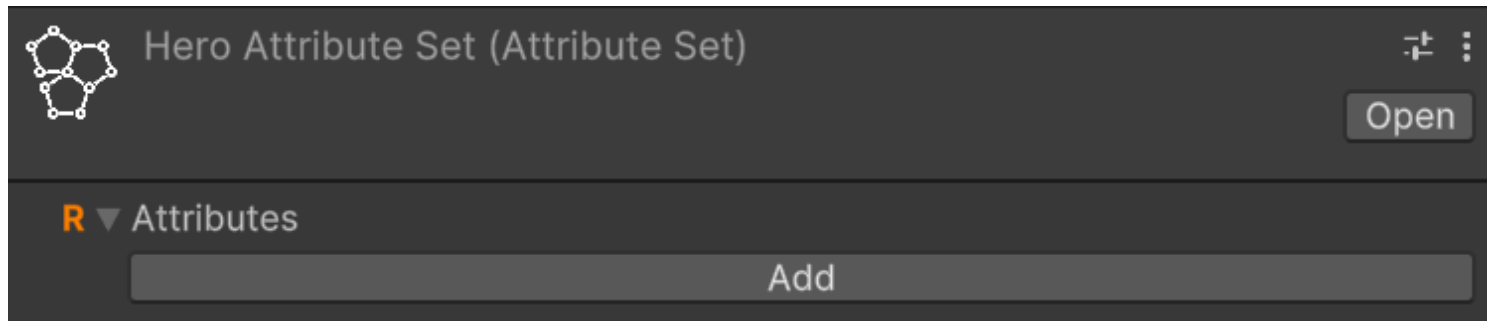 Hero Attribute Set (Attribute Set)
Open
R Attributes
Add